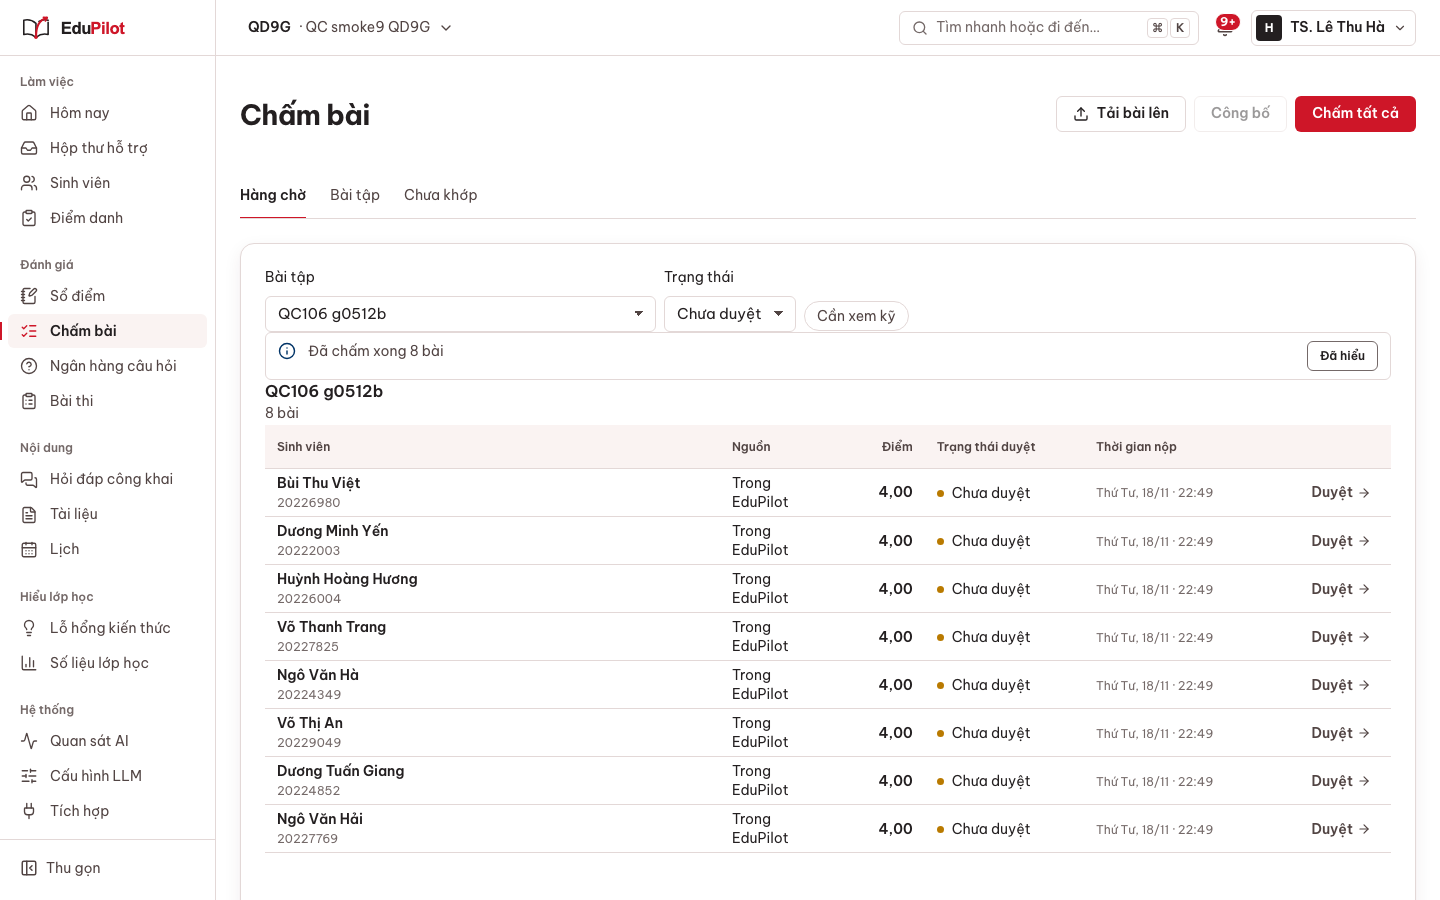 EduPilot
QD9G · QC smoke9 QD9G
Tìm nhanh hoặc đi đến... ⌘ K
9+
H TS. Lê Thu Hà
Làm việc
Hôm nay
Hộp thư hỗ trợ
Sinh viên
Điểm danh
Đánh giá
Sổ điểm
Chấm bài
Ngân hàng câu hỏi
Bài thi
Nội dung
Hỏi đáp công khai
Tài liệu
Lịch
Hiểu lớp học
Lỗ hổng kiến thức
Số liệu lớp học
Hệ thống
Quan sát AI
Cấu hình LLM
Tích hợp
Thu gọn
Chấm bài
Tải bài lên Công bố Chấm tất cả
Hàng chờ Bài tập Chưa khớp
Bài tập Trạng thái
QC106 g0512b Chưa duyệt Cần xem kỹ
Đã chấm xong 8 bài Đã hiểu
QC106 g0512b
8 bài
Sinh viên Nguồn Điểm Trạng thái duyệt Thời gian nộp
Bùi Thu Việt
20226980
Trong
EduPilot
4,00 Chưa duyệt Thứ Tư, 18/11 · 22:49 Duyệt →
Dương Minh Yến
20222003
Trong
EduPilot
4,00 Chưa duyệt Thứ Tư, 18/11 · 22:49 Duyệt →
Huỳnh Hoàng Hương
20226004
Trong
EduPilot
4,00 Chưa duyệt Thứ Tư, 18/11 · 22:49 Duyệt →
Võ Thanh Trang
20227825
Trong
EduPilot
4,00 Chưa duyệt Thứ Tư, 18/11 · 22:49 Duyệt →
Ngô Văn Hà
20224349
Trong
EduPilot
4,00 Chưa duyệt Thứ Tư, 18/11 · 22:49 Duyệt →
Võ Thị An
20229049
Trong
EduPilot
4,00 Chưa duyệt Thứ Tư, 18/11 · 22:49 Duyệt →
Dương Tuấn Giang
20224852
Trong
EduPilot
4,00 Chưa duyệt Thứ Tư, 18/11 · 22:49 Duyệt →
Ngô Văn Hải
20227769
Trong
EduPilot
4,00 Chưa duyệt Thứ Tư, 18/11 · 22:49 Duyệt →